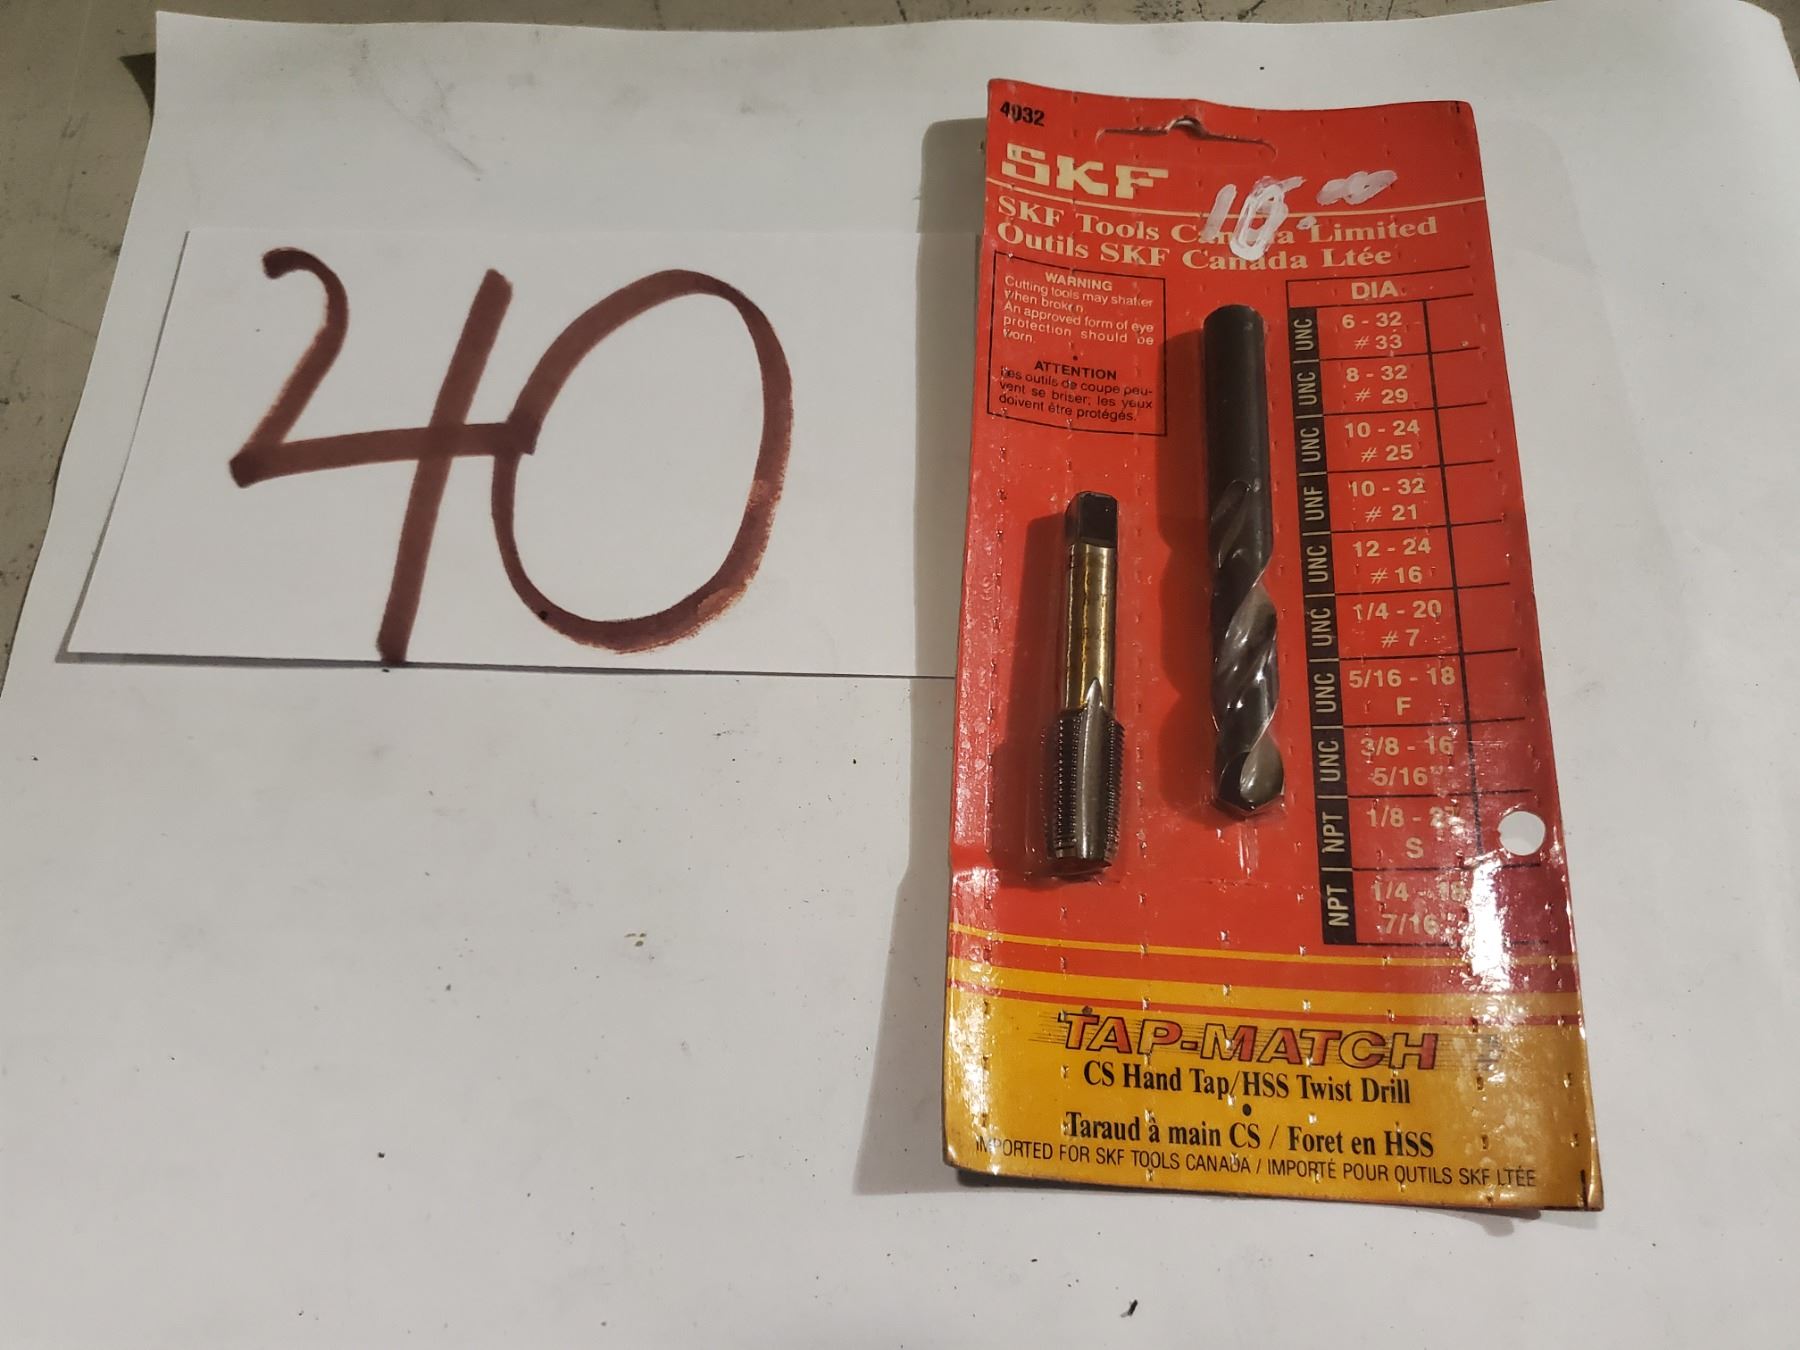 40
4032
SKF
SKF Tools Canada Limited
Outils SKF Canada Ltée
WARNING
Cutting tools may shatter
when broken
An approved form of eye
protection should be
worn.
•
ATTENTION
Les outils de coupe peu-
vent se briser; les yeux
doivent être protégés.
DIA
UNC 6 - 32
# 33
UNC 8 - 32
# 29
UNC 10 - 24
# 25
UNF 10 - 32
# 21
UNC 12 - 24
# 16
UNC 1/4 - 20
# 7
UNC 5/16 - 18
F
UNC 3/8 - 16
5/16"
NPT 1/8 - 27
S
NPT 1/4 - 18
7/16"
TAP-MATCH
CS Hand Tap/HSS Twist Drill
•
Taraud à main CS / Foret en HSS
IMPORTED FOR SKF TOOLS CANADA / IMPORTÉ POUR OUTILS SKF LTÉE